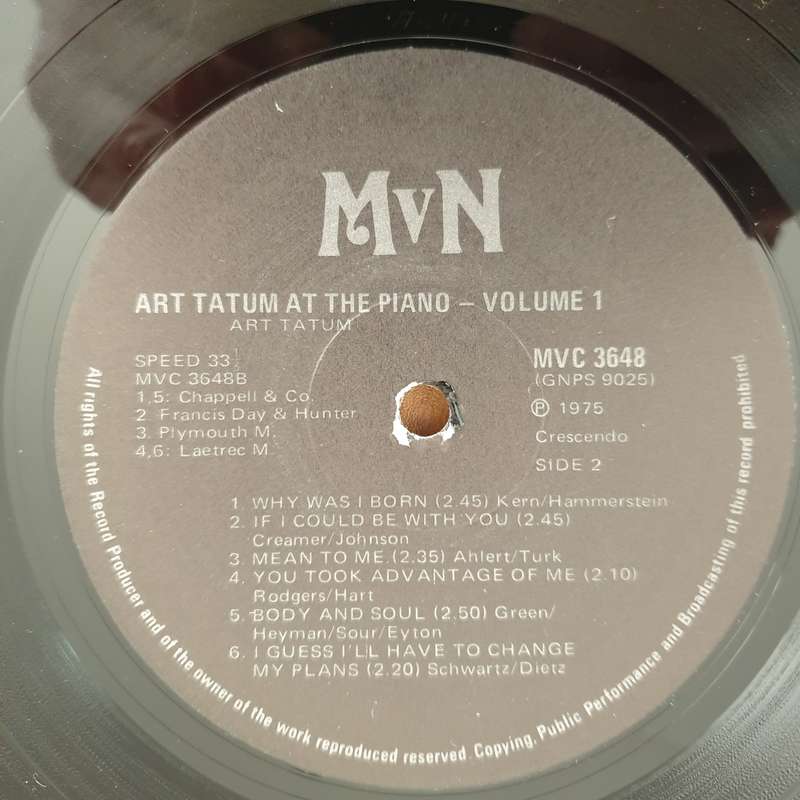 MVN
ART TATUM AT THE PIANO – VOLUME 1
ART TATUM
SPEED 33⅓
MVC 3648B
1,5: Chappell & Co.
2 Francis Day & Hunter
3. Plymouth M.
4,6: Laetrec M.
MVC 3648
(GNPS 9025)
℗ 1975
Crescendo
SIDE 2
1. WHY WAS I BORN (2.45) Kern/Hammerstein
2. IF I COULD BE WITH YOU (2.45)
Creamer/Johnson
3. MEAN TO ME (2.35) Ahlert/Turk
4. YOU TOOK ADVANTAGE OF ME (2.10)
Rodgers/Hart
5. BODY AND SOUL (2.50) Green/
Heyman/Sour/Eyton
6. I GUESS I'LL HAVE TO CHANGE
MY PLANS (2.20) Schwartz/Dietz
All rights of the Record Producer and of the owner of the work reproduced reserved. Copying, Public Performance and Broadcasting of this record prohibited